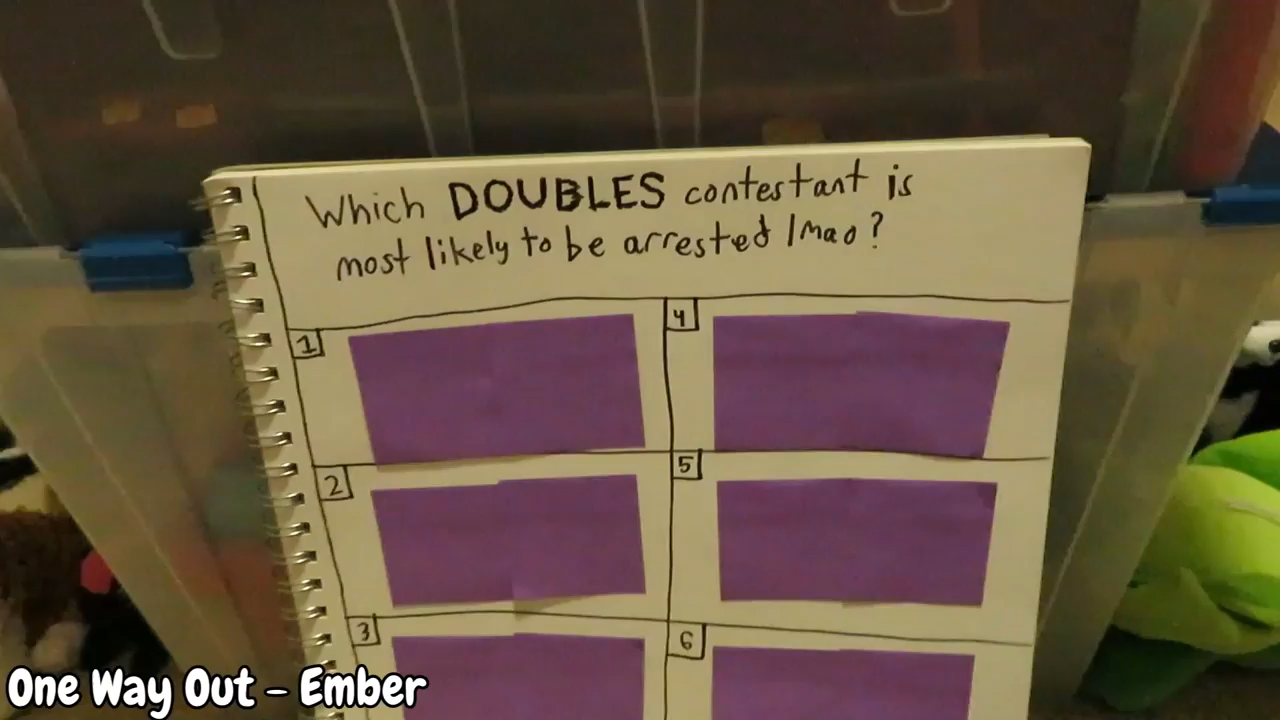 Which DOUBLES contestant is
most likely to be arrested lmao?
1
4
2
5
3
6
One Way Out - Ember